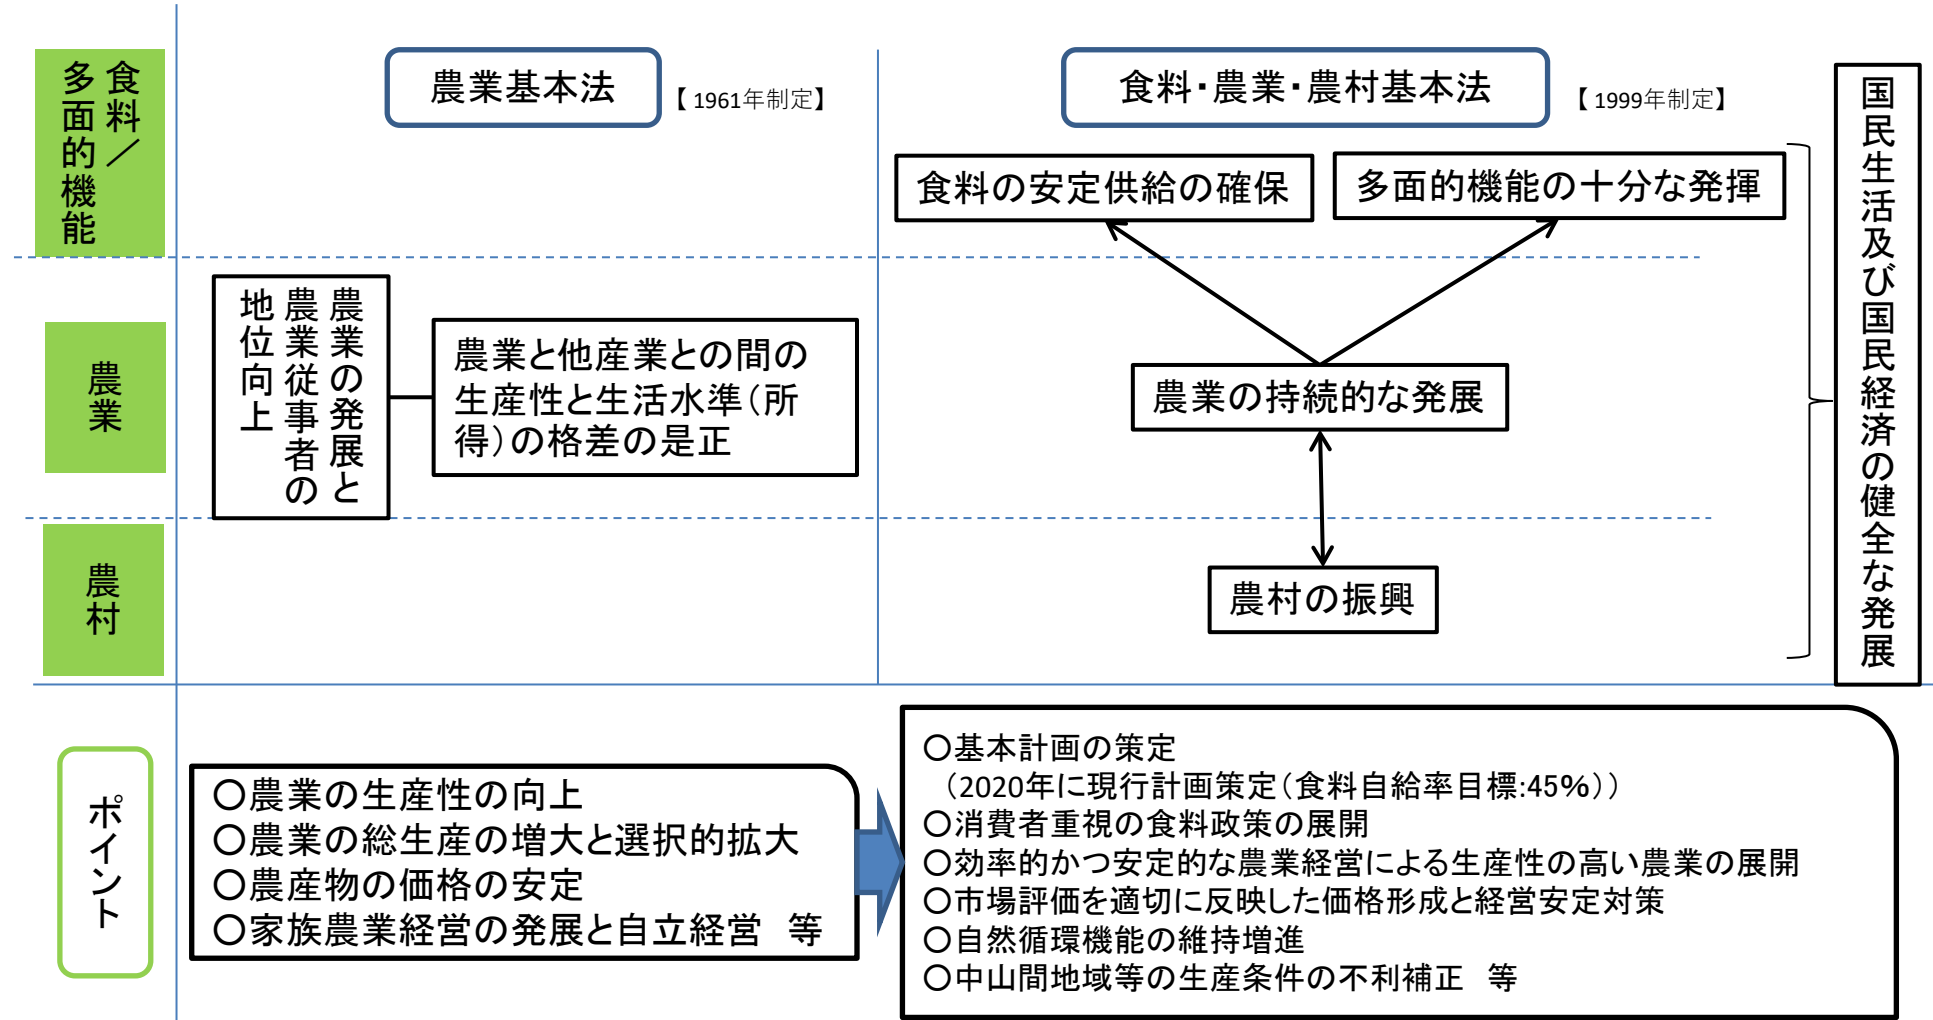 食料／
多面的機能
農業基本法
【 1961年制定】
食料・農業・農村基本法
【 1999年制定】
食料の安定供給の確保
多面的機能の十分な発揮
国民生活及び国民経済の健全な発展
農業
農業の発展と
農業従事者の
地位向上
農業と他産業との間の
生産性と生活水準（所
得）の格差の是正
農業の持続的な発展
農村
農村の振興
ポイント
○農業の生産性の向上
○農業の総生産の増大と選択的拡大
○農産物の価格の安定
○家族農業経営の発展と自立経営　等
○基本計画の策定
（2020年に現行計画策定（食料自給率目標:45%））
○消費者重視の食料政策の展開
○効率的かつ安定的な農業経営による生産性の高い農業の展開
○市場評価を適切に反映した価格形成と経営安定対策
○自然循環機能の維持増進
○中山間地域等の生産条件の不利補正　等